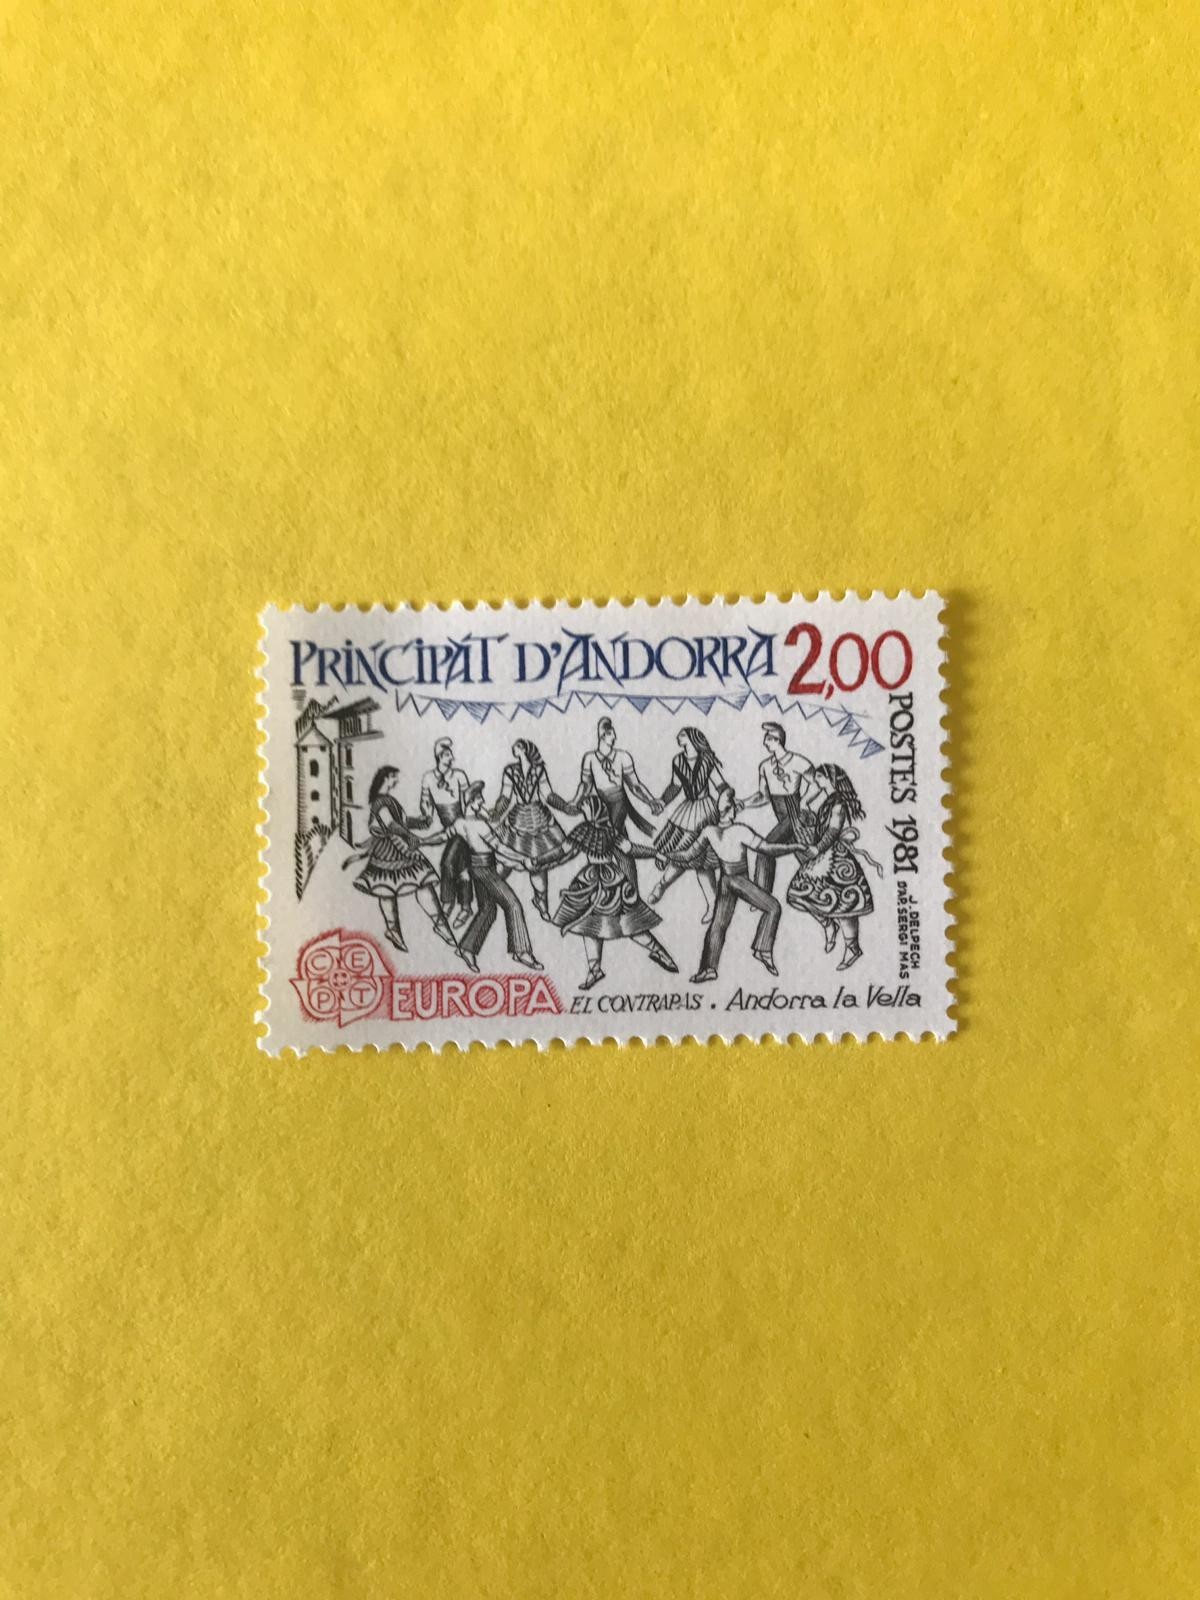 PRINCIPAT D'ANDORRA 2,00
POSTES 1981
J. DELPECH
D'AP. SERGI MAS
CEPT EUROPA EL CONTRAPAS . Andorra la Vella